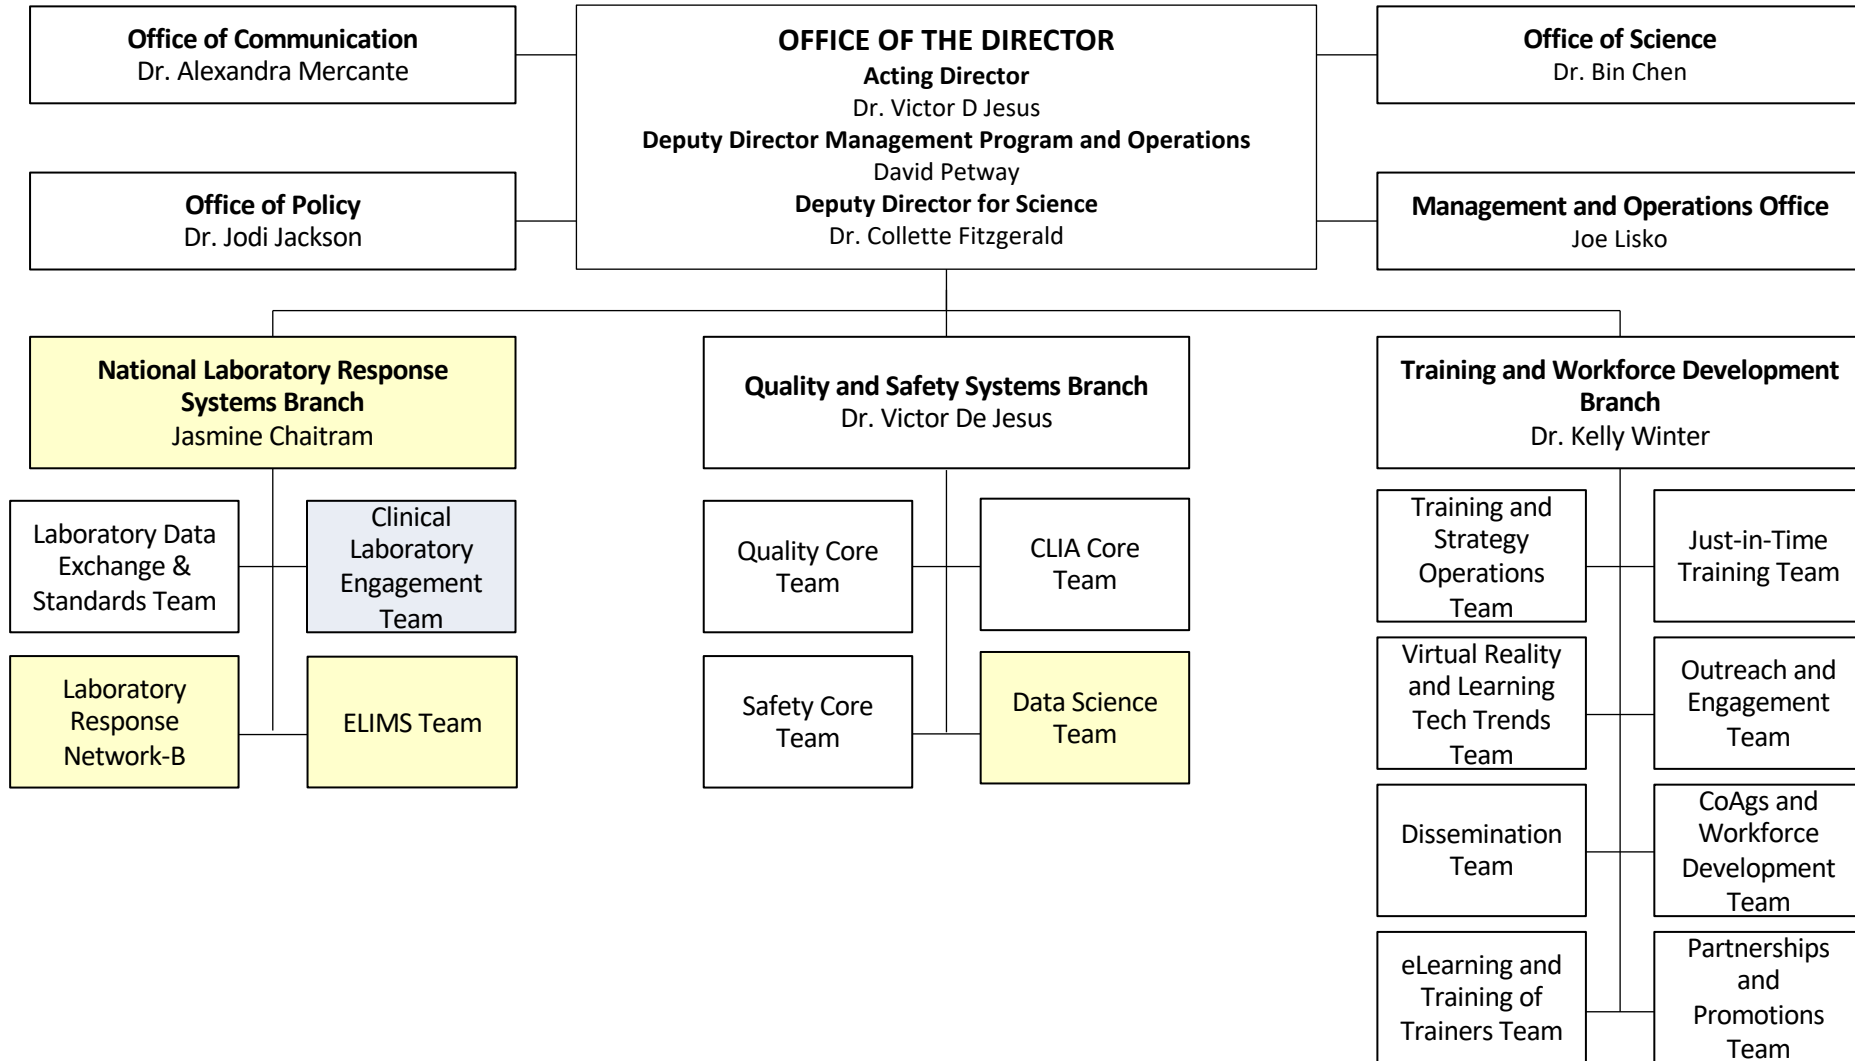 Office of Communication
Dr. Alexandra Mercante
OFFICE OF THE DIRECTOR
Acting Director
Dr. Victor D Jesus
Deputy Director Management Program and Operations
David Petway
Deputy Director for Science
Dr. Collette Fitzgerald
Office of Science
Dr. Bin Chen
Office of Policy
Dr. Jodi Jackson
Management and Operations Office
Joe Lisko
National Laboratory Response
Systems Branch
Jasmine Chaitram
Quality and Safety Systems Branch
Dr. Victor De Jesus
Training and Workforce Development
Branch
Dr. Kelly Winter
Laboratory Data
Exchange &
Standards Team
Clinical
Laboratory
Engagement
Team
Laboratory
Response
Network-B
ELIMS Team
Quality Core
Team
CLIA Core
Team
Safety Core
Team
Data Science
Team
Training and
Strategy
Operations
Team
Just-in-Time
Training Team
Virtual Reality
and Learning
Tech Trends
Team
Outreach and
Engagement
Team
Dissemination
Team
CoAgs and
Workforce
Development
Team
eLearning and
Training of
Trainers Team
Partnerships
and
Promotions
Team